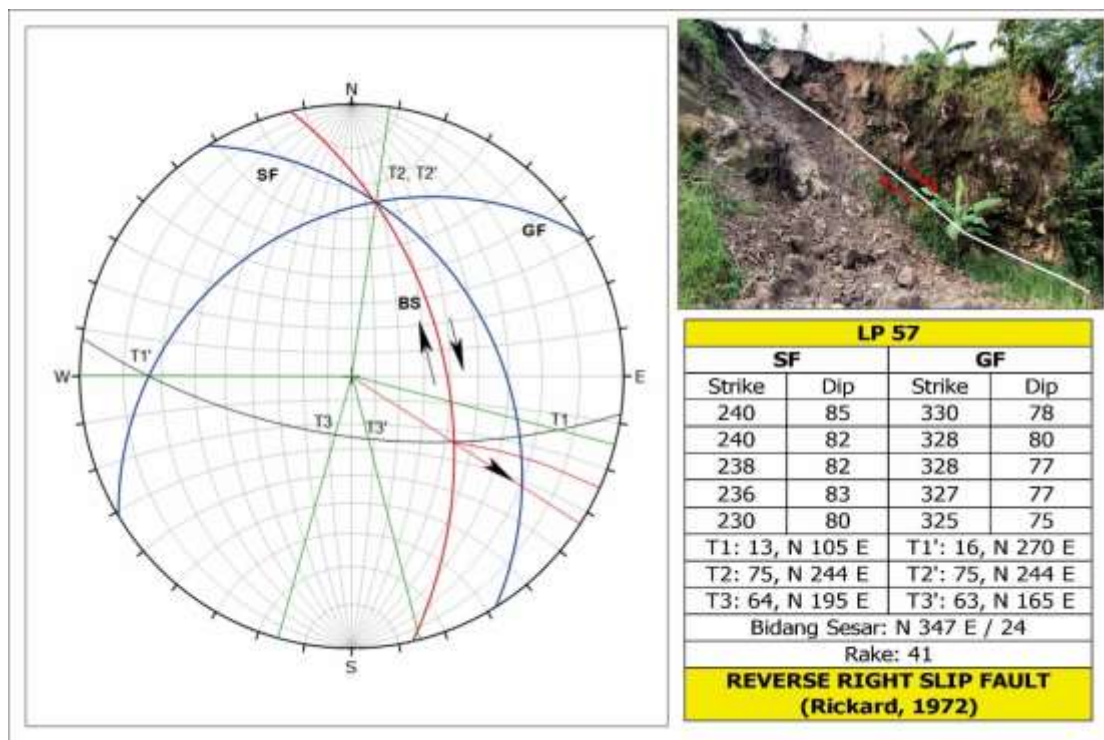 N
SF
T2, T2'
GF
BS
T1'
W
E
T3
T3'
T1
S
LP 57
SF GF
Strike Dip Strike Dip
240 85 330 78
240 82 328 80
238 82 328 77
236 83 327 77
230 80 325 75
T1: 13, N 105 E T1': 16, N 270 E
T2: 75, N 244 E T2': 75, N 244 E
T3: 64, N 195 E T3': 63, N 165 E
Bidang Sesar: N 347 E / 24
Rake: 41
REVERSE RIGHT SLIP FAULT
(Rickard, 1972)